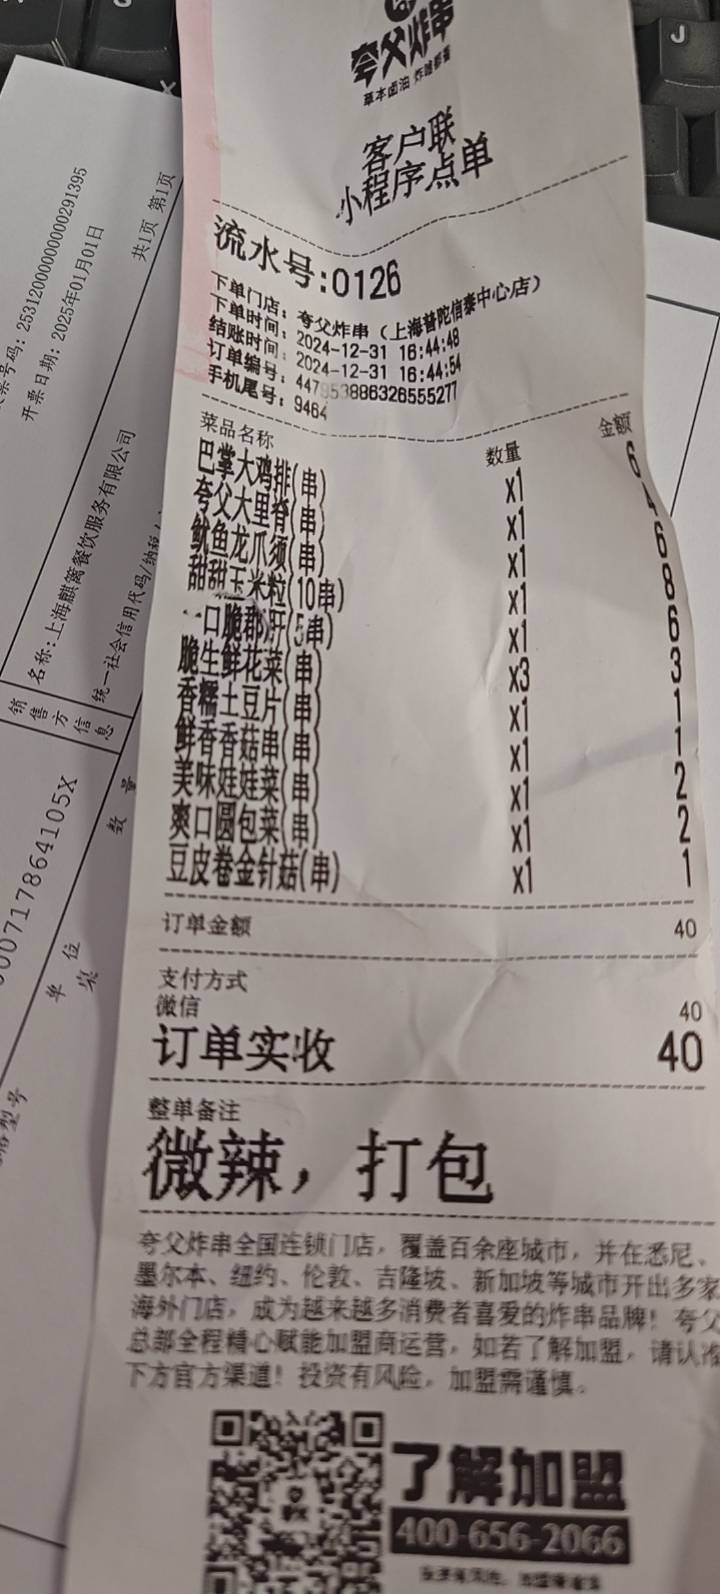 夸父炸串
草本卤油 炸越新鲜
客户联
小程序点单
流水号:0126
下单门店: 夸父炸串（上海普陀信泰中心店）
下单时间: 2024-12-31 16:44:48
结账时间: 2024-12-31 16:44:54
订单编号: 447953886326555277
手机尾号: 9464
菜品名称 数量 金额
巴掌大鸡排(串) x1 6
夸父大里脊(串) x1 4
鱿鱼龙爪须(串) x1 6
甜甜玉米粒(10串) x1 8
一口脆郡肝(5串) x1 6
脆生鲜花菜(串) x3 3
香糯土豆片(串) x1 1
鲜香香菇串(串) x1 1
美味娃娃菜(串) x1 2
爽口圆包菜(串) x1 2
豆皮卷金针菇(串) x1 1
订单金额 40
支付方式
微信 40
订单实收 40
整单备注
微辣，打包
夸父炸串全国连锁门店，覆盖百余座城市，并在悉尼、
墨尔本、纽约、伦敦、吉隆坡、新加坡等城市开出多家
海外门店，成为越来越多消费者喜爱的炸串品牌！夸父
总部全程精心赋能加盟商运营，如若了解加盟，请认准
下方官方渠道！投资有风险，加盟需谨慎。
了解加盟
400-656-2066
票号码: 25312000000000291395
开票日期: 2025年01月01日
共1页 第1页
名称:上海麒篱餐饮服务有限公司
统一社会信用代码/纳税人
销售方信息
数 量
单 位
J